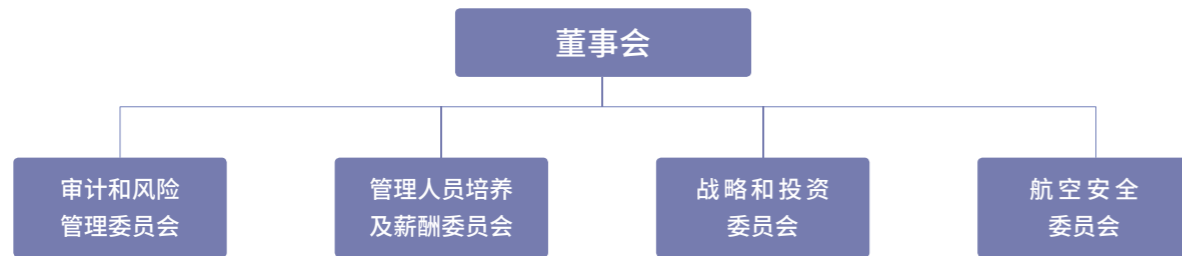 董事会
审计和风险
管理委员会
管理人员培养
及薪酬委员会
战略和投资
委员会
航空安全
委员会